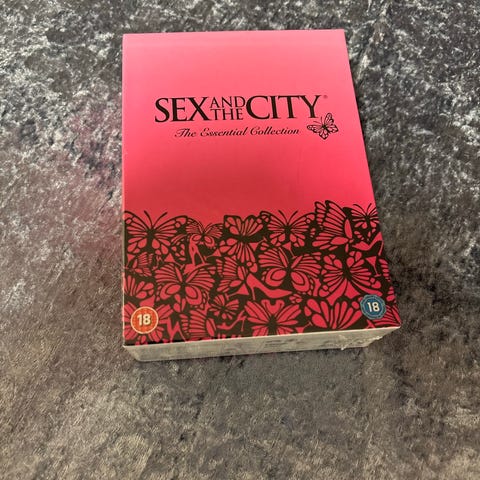 SEX AND THE CITY®
The Essential Collection
18
18